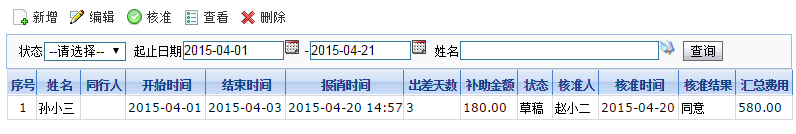 新增 编辑 核准 查看 删除
状态 --请选择-- 起止日期 2015-04-01 - 2015-04-21 姓名 查询
序号 姓名 同行人 开始时间 结束时间 报销时间 出差天数 补助金额 状态 核准人 核准时间 核准结果 汇总费用
1 孙小三 2015-04-01 2015-04-03 2015-04-20 14:57 3 180.00 草稿 赵小二 2015-04-20 同意 580.00